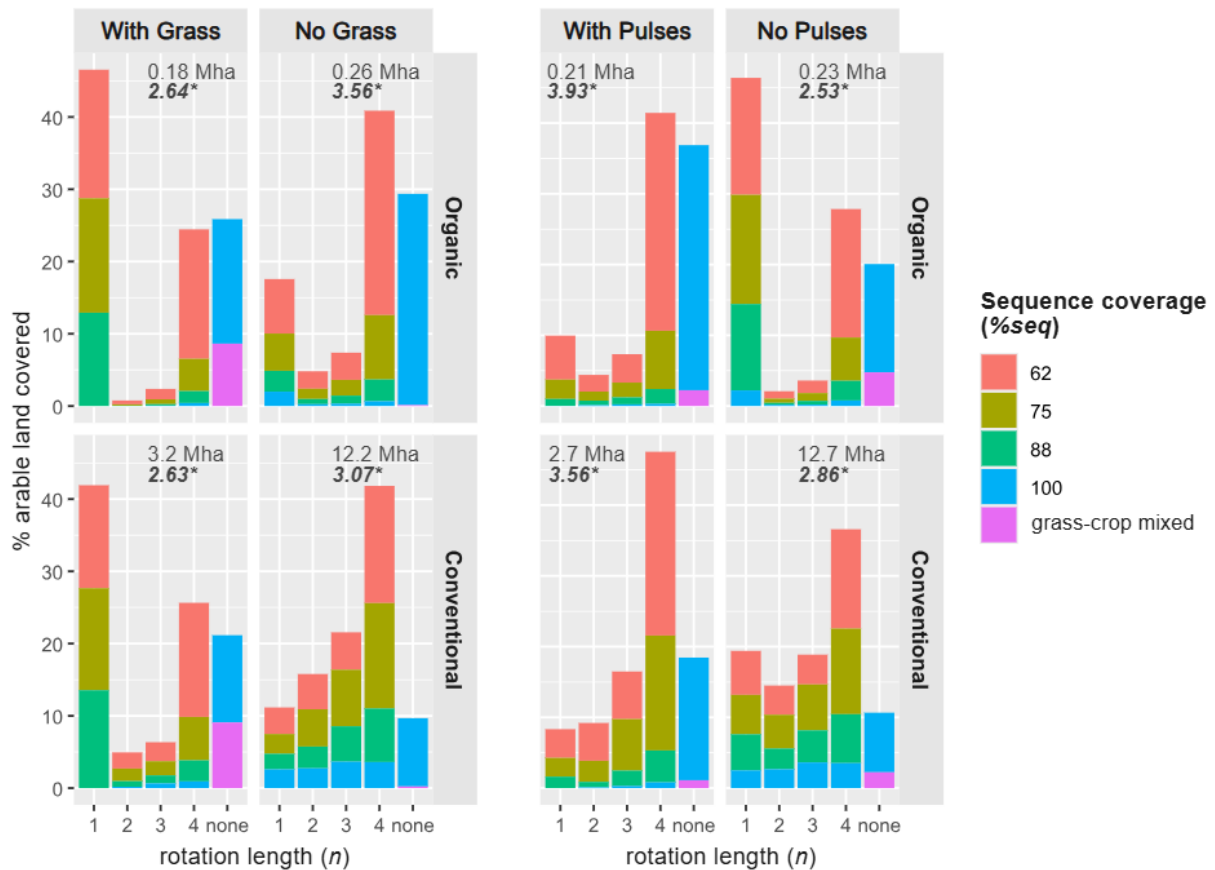 With Grass
No Grass
With Pulses
No Pulses
0.18 Mha
2.64*
0.26 Mha
3.56*
0.21 Mha
3.93*
0.23 Mha
2.53*
Organic
Organic
40
30
20
10
0
3.2 Mha
2.63*
12.2 Mha
3.07*
2.7 Mha
3.56*
12.7 Mha
2.86*
Conventional
Conventional
40
30
20
10
0
% arable land covered
1 2 3 4 none
1 2 3 4 none
1 2 3 4 none
1 2 3 4 none
rotation length (n)
rotation length (n)
Sequence coverage
(%seq)
62
75
88
100
grass-crop mixed